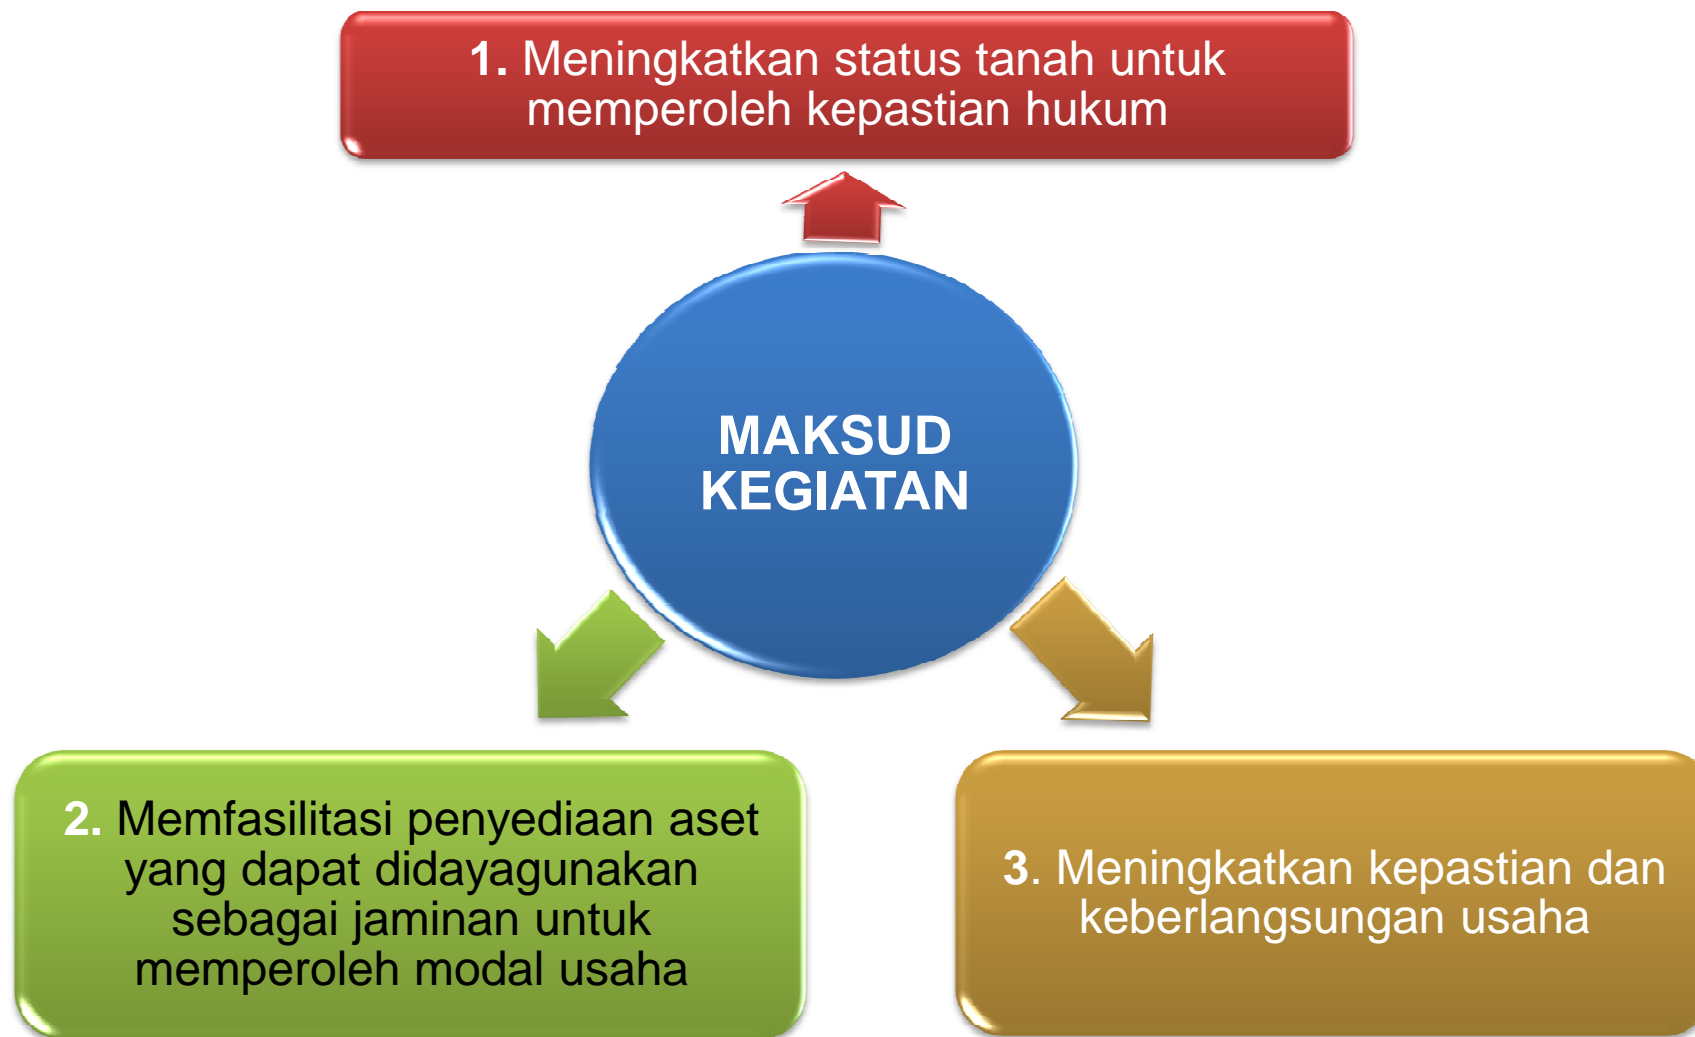 1. Meningkatkan status tanah untuk
memperoleh kepastian hukum
MAKSUD
KEGIATAN
2. Memfasilitasi penyediaan aset
yang dapat didayagunakan
sebagai jaminan untuk
memperoleh modal usaha
3. Meningkatkan kepastian dan
keberlangsungan usaha